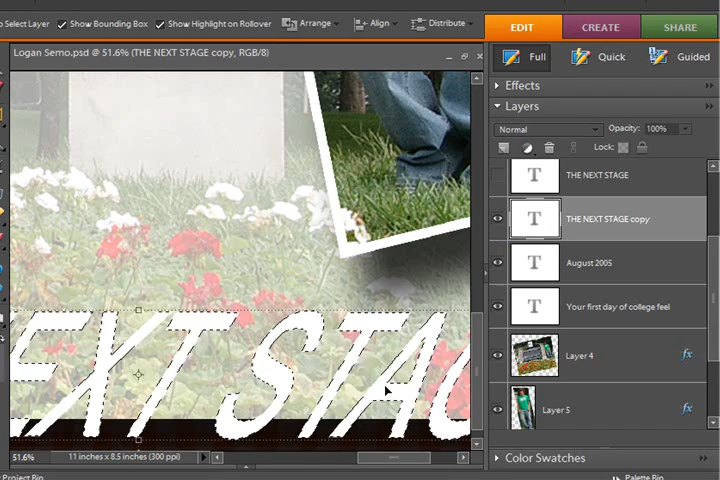 Select Layer Show Bounding Box Show Highlight on Rollover Arrange Align Distribute EDIT CREATE SHARE
Logan Semo.psd @ 51.6% (THE NEXT STAGE copy, RGB/8)
Full Quick Guided
Effects
Layers
Normal Opacity: 100%
Lock:
THE NEXT STAGE
THE NEXT STAGE copy
August 2005
Your first day of college feel
Layer 4 fx
Layer 5 fx
EXT STAG
51.6% 11 inches x 8.5 inches (300 ppi)
Color Swatches
Project Bin Palette Bin